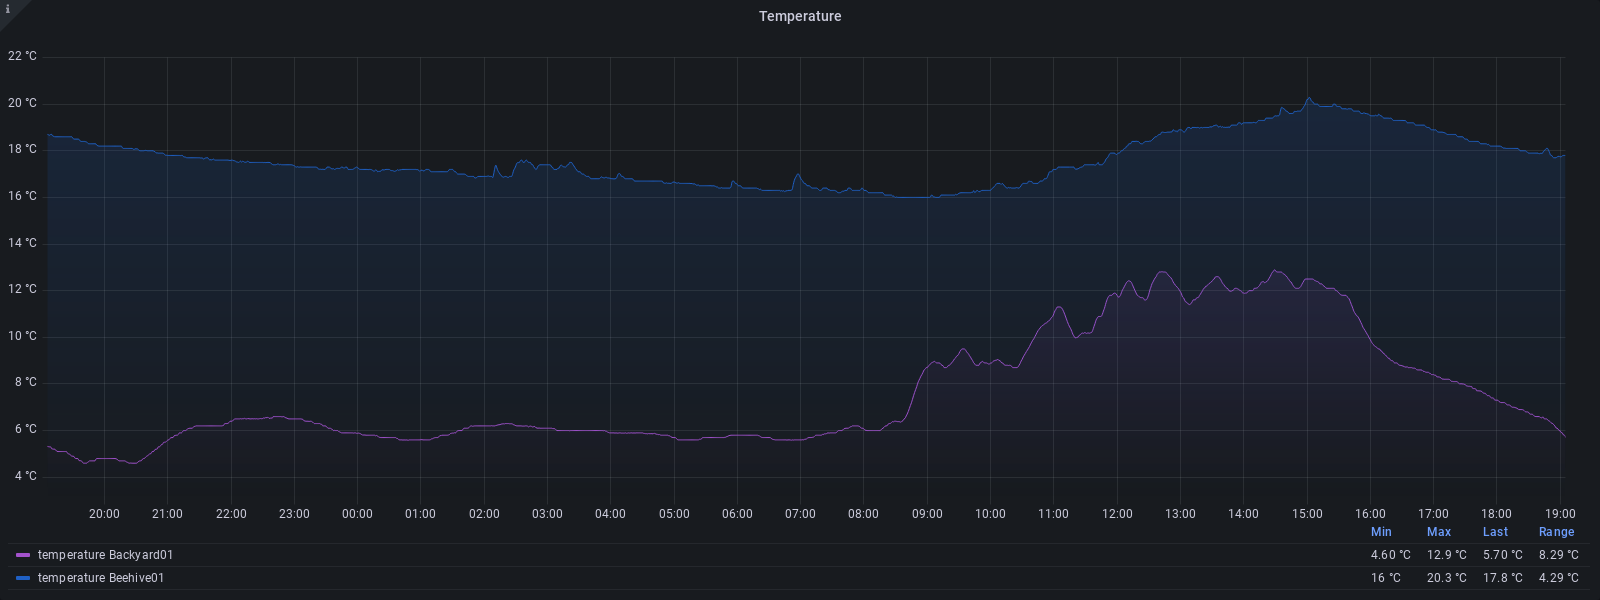 i
Temperature
22 °C
20 °C
18 °C
16 °C
14 °C
12 °C
10 °C
8 °C
6 °C
4 °C
20:00 21:00 22:00 23:00 00:00 01:00 02:00 03:00 04:00 05:00 06:00 07:00 08:00 09:00 10:00 11:00 12:00 13:00 14:00 15:00 16:00 17:00 18:00 19:00
Min Max Last Range
temperature Backyard01 4.60 °C 12.9 °C 5.70 °C 8.29 °C
temperature Beehive01 16 °C 20.3 °C 17.8 °C 4.29 °C